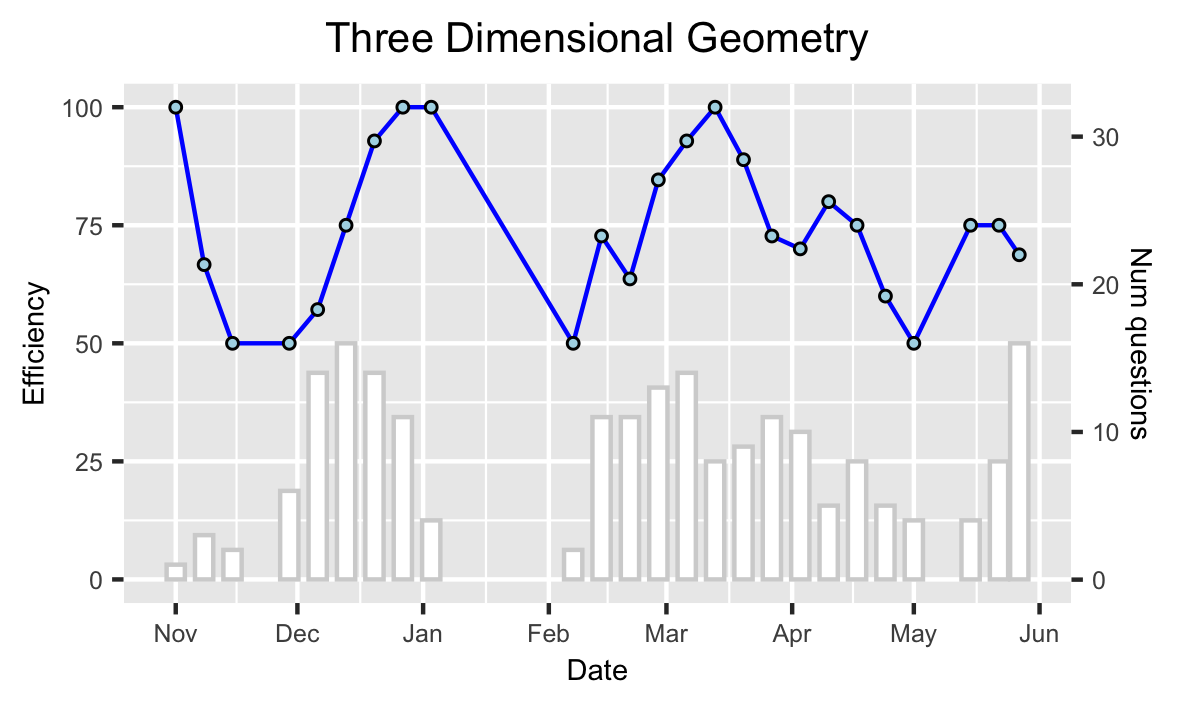 Three Dimensional Geometry
100
75
50
25
0
Efficiency
30
20
10
0
Num questions
Nov Dec Jan Feb Mar Apr May Jun
Date